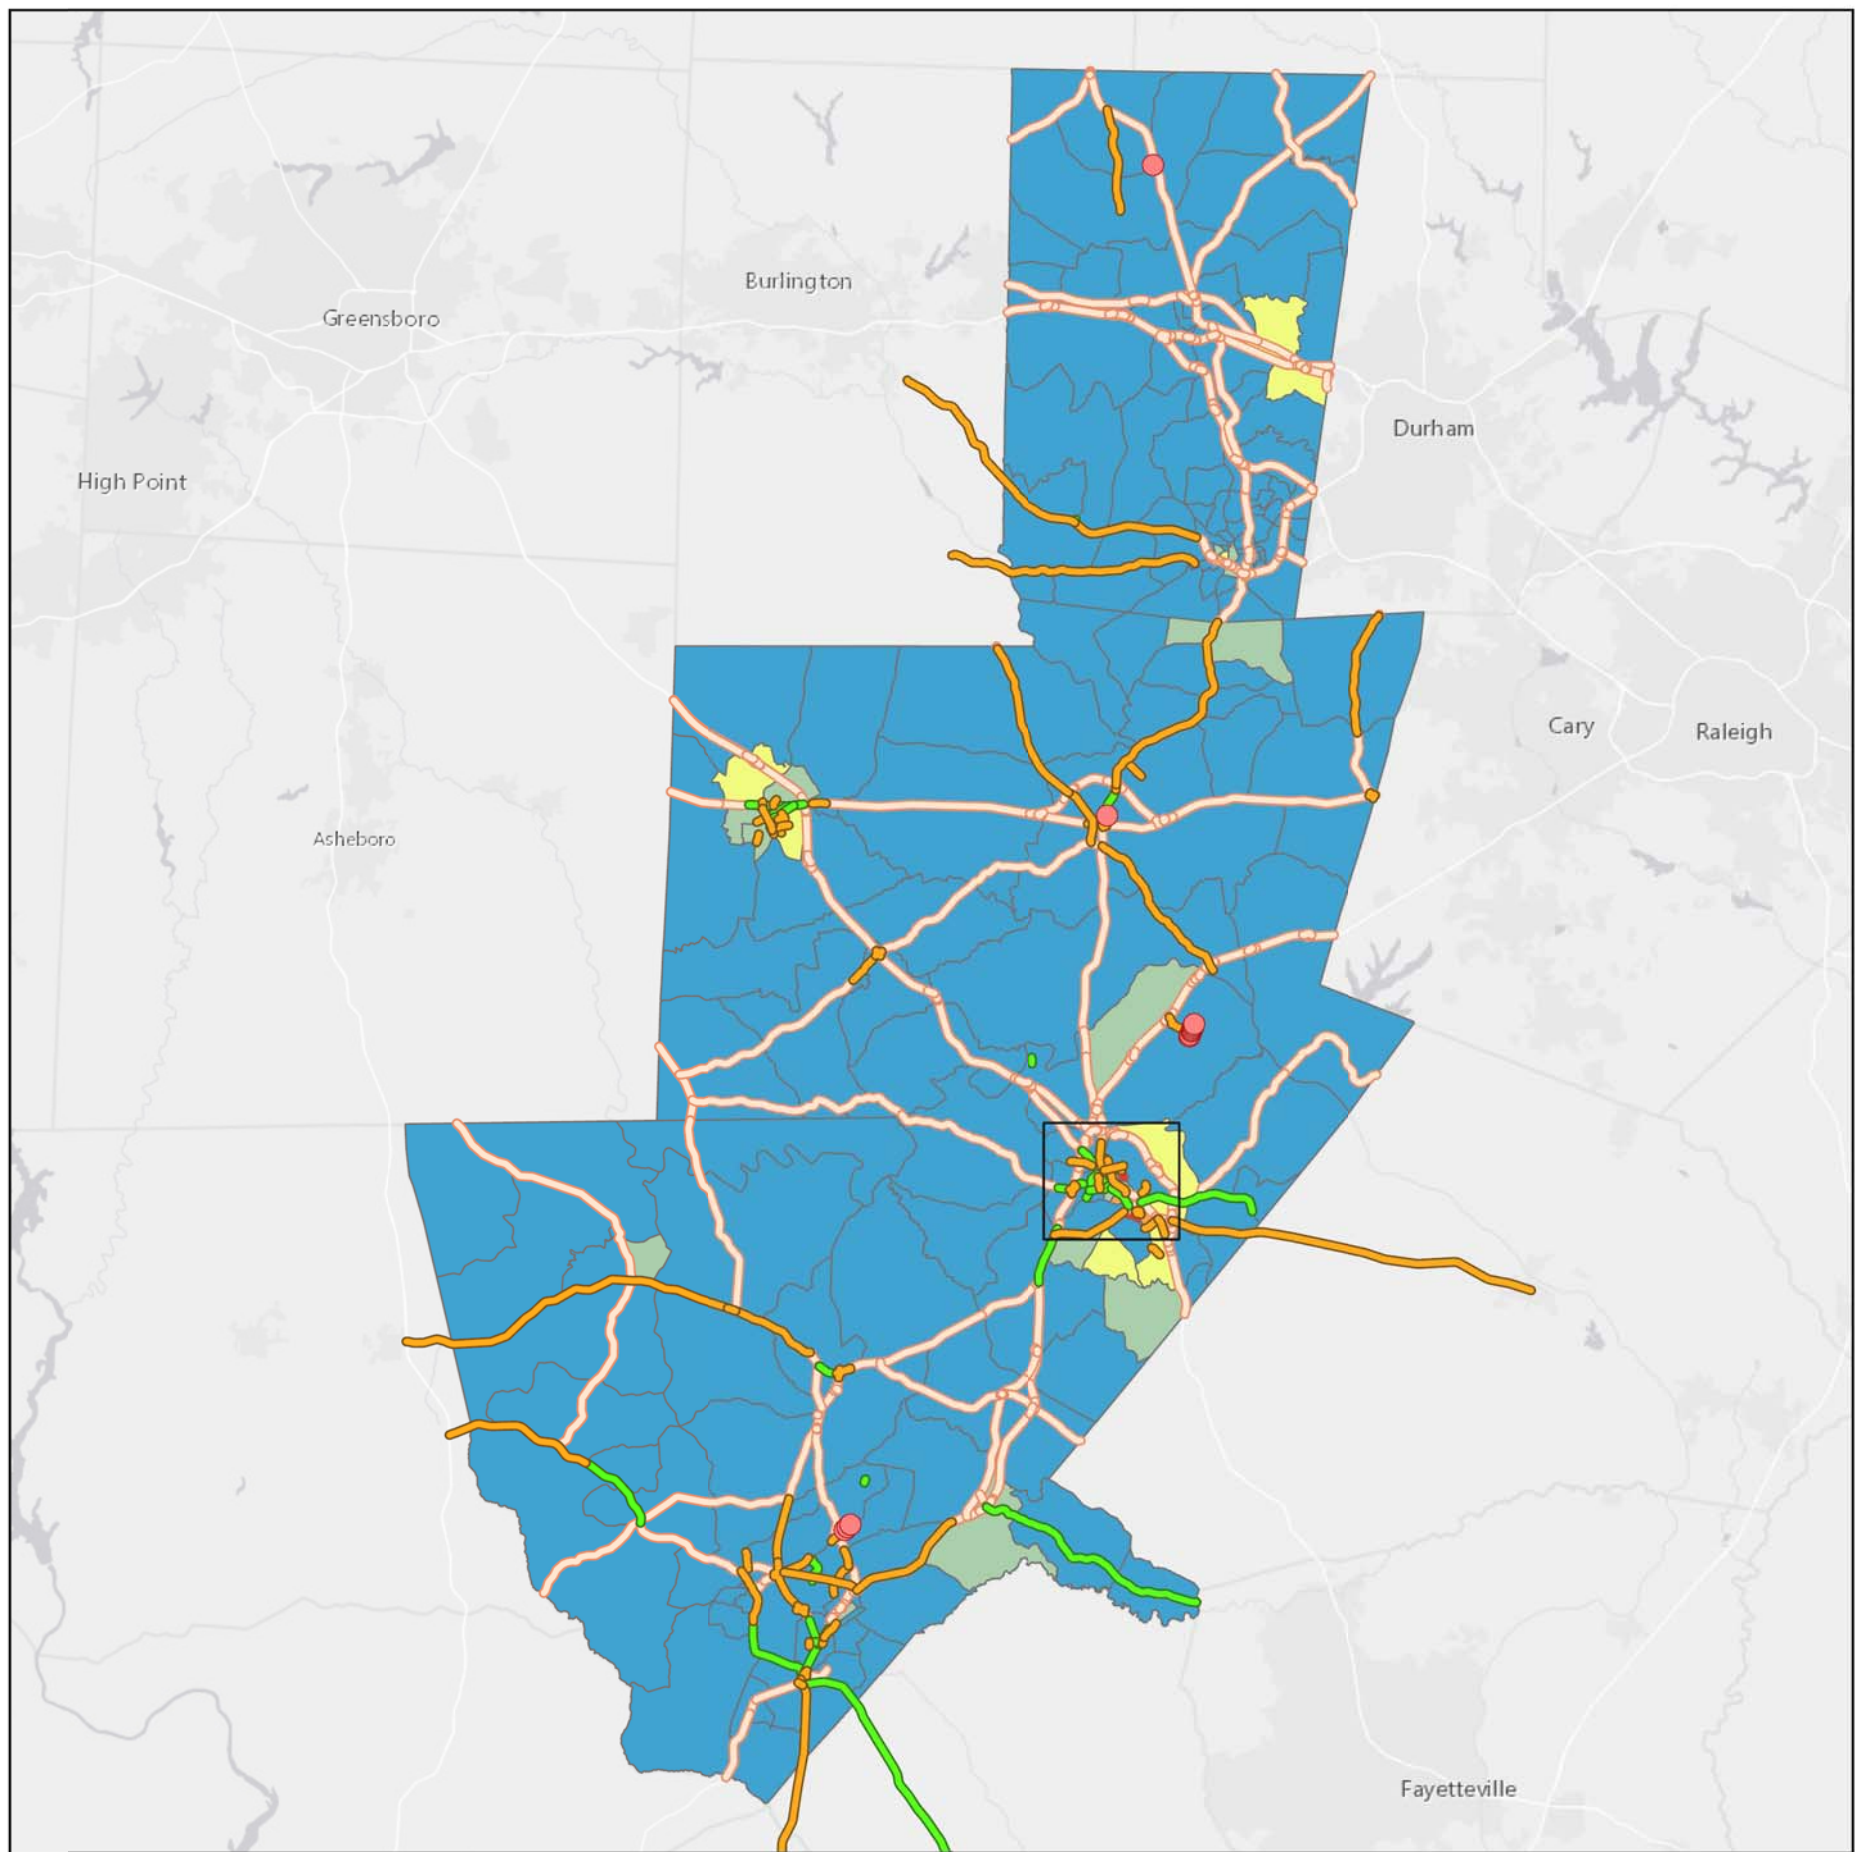 Burlington
Greensboro
Durham
High Point
Cary
Raleigh
Asheboro
Fayetteville